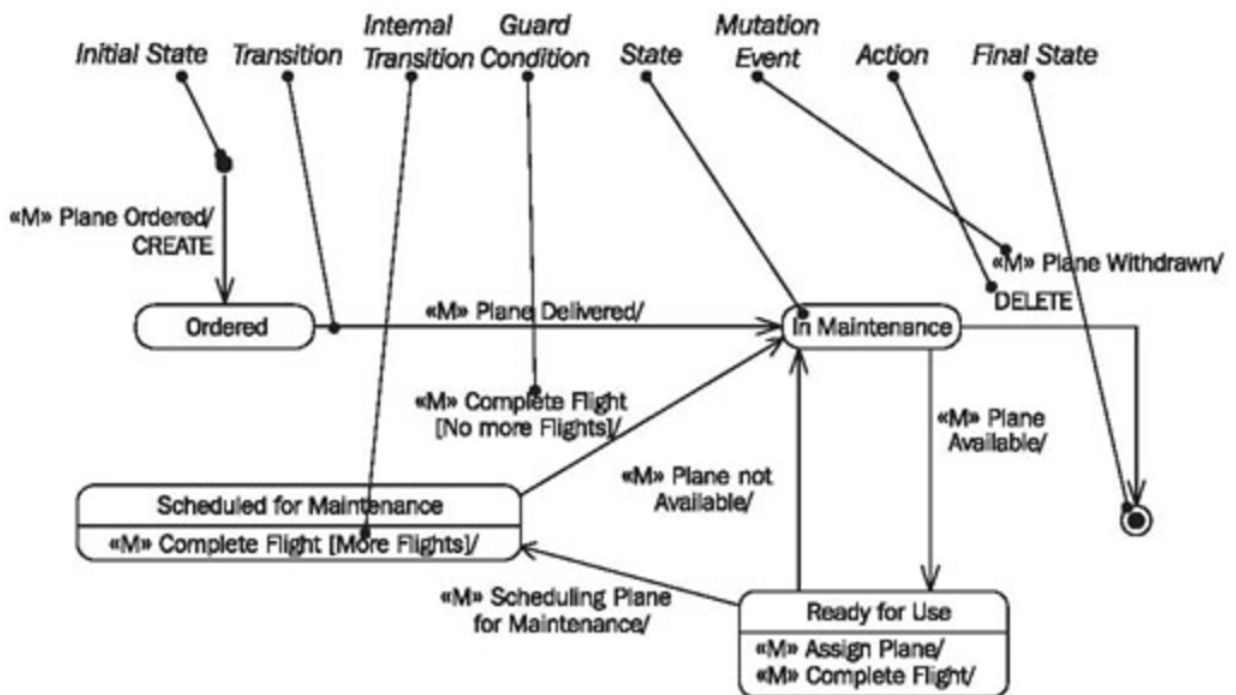 Initial State
Transition
Internal
Transition
Guard
Condition
State
Mutation
Event
Action
Final State
«M» Plane Ordered/
CREATE
«M» Plane Withdrawn/
DELETE
Ordered
«M» Plane Delivered/
In Maintenance
«M» Complete Flight
[No more Flights]/
«M» Plane
Available/
«M» Plane not
Available/
Scheduled for Maintenance
«M» Complete Flight [More Flights]/
«M» Scheduling Plane
for Maintenance/
Ready for Use
«M» Assign Plane/
«M» Complete Flight/